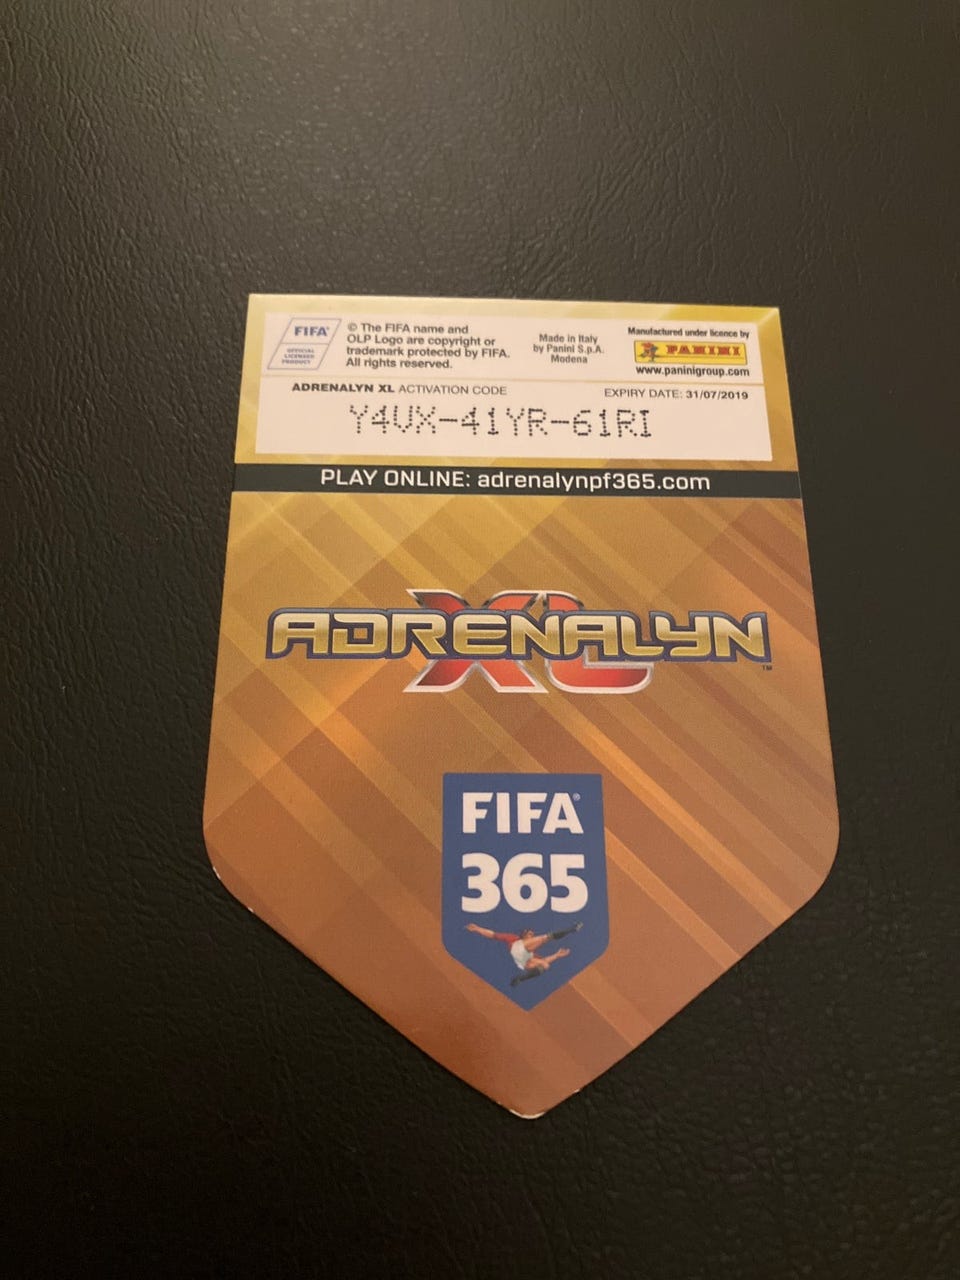 FIFA®
OFFICIAL
LICENSED
PRODUCT
© The FIFA name and
OLP Logo are copyright or
trademark protected by FIFA.
All rights reserved.
Made in Italy
by Panini S.p.A.
Modena
Manufactured under licence by
PANINI
www.paninigroup.com
ADRENALYN XL ACTIVATION CODE
EXPIRY DATE: 31/07/2019
Y4VX-41YR-61RI
PLAY ONLINE: adrenalynpf365.com
ADRENALYN XL™
FIFA®
365